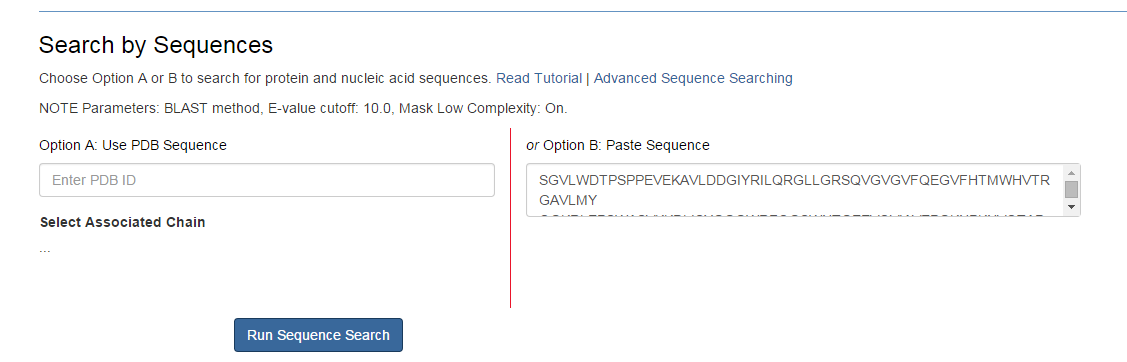 Search by Sequences
Choose Option A or B to search for protein and nucleic acid sequences. Read Tutorial | Advanced Sequence Searching
NOTE Parameters: BLAST method, E-value cutoff: 10.0, Mask Low Complexity: On.
Option A: Use PDB Sequence
Enter PDB ID
Select Associated Chain
...
or Option B: Paste Sequence
SGVLWDTPSPPEVEKAVLDDGIYRILQRGLLGRSQVGVGVFQEGVFHTMWHVTR
GAVLMY
Run Sequence Search